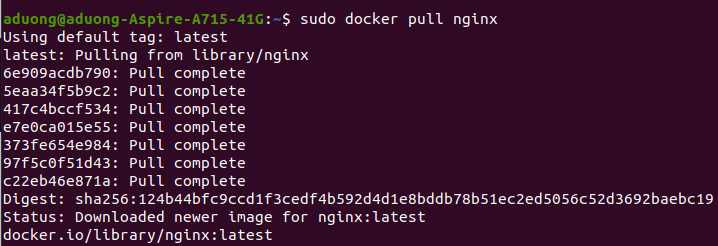 aduong@aduong-Aspire-A715-41G:~$ sudo docker pull nginx
Using default tag: latest
latest: Pulling from library/nginx
6e909acdb790: Pull complete
5eaa34f5b9c2: Pull complete
417c4bccf534: Pull complete
e7e0ca015e55: Pull complete
373fe654e984: Pull complete
97f5c0f51d43: Pull complete
c22eb46e871a: Pull complete
Digest: sha256:124b44bfc9ccd1f3cedf4b592d4d1e8bddb78b51ec2ed5056c52d3692baebc19
Status: Downloaded newer image for nginx:latest
docker.io/library/nginx:latest